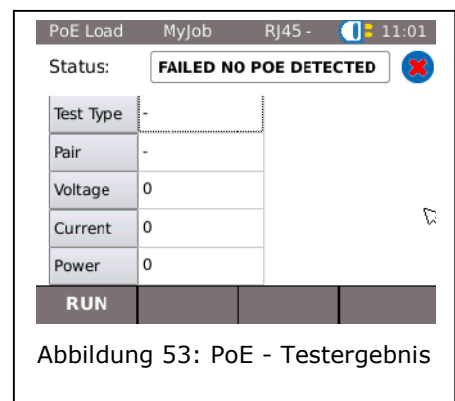 PoE Load MyJob RJ45 - 11:01
Status: FAILED NO POE DETECTED
Test Type -
Pair -
Voltage 0
Current 0
Power 0
RUN
Abbildung 53: PoE - Testergebnis